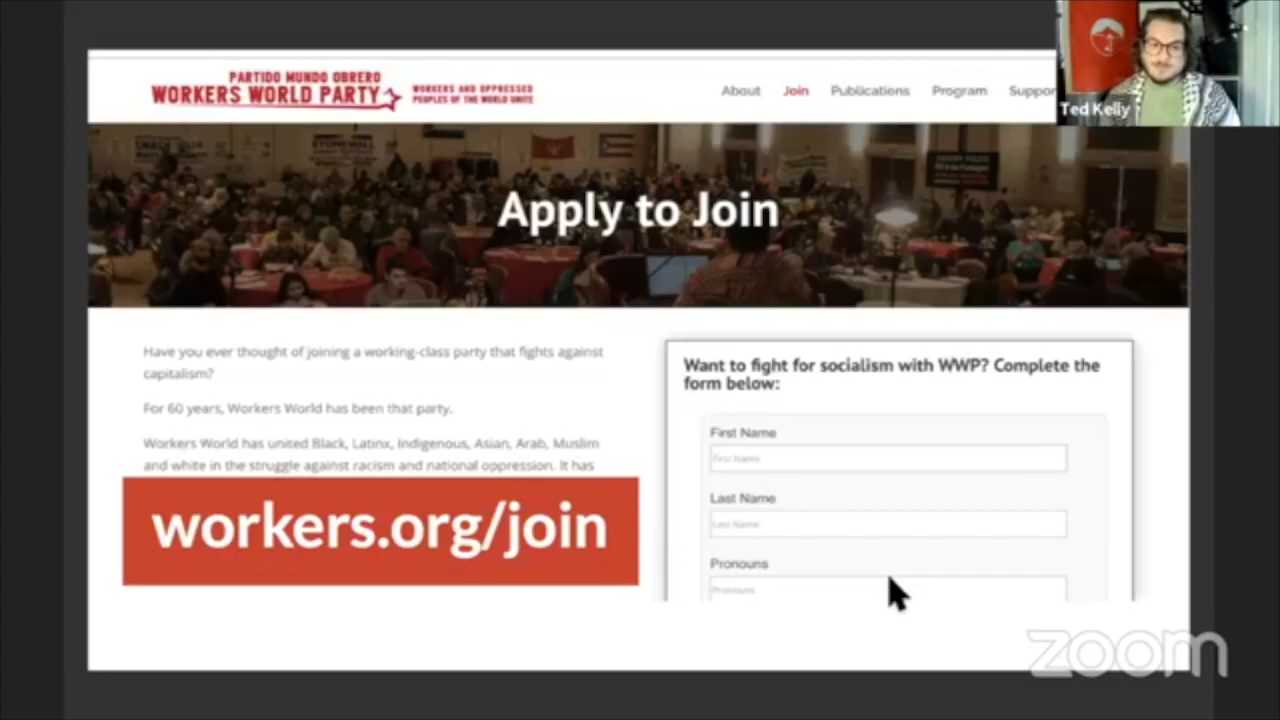 PARTIDO MUNDO OBRERO
WORKERS WORLD PARTY
WORKERS AND OPPRESSED
PEOPLES OF THE WORLD UNITE
About Join Publications Program Suppor
Ted Kelly
STONEWALL
Apply to Join
Have you ever thought of joining a working-class party that fights against
capitalism?
For 60 years, Workers World has been that party.
Workers World has united Black, Latinx, Indigenous, Asian, Arab, Muslim
and white in the struggle against racism and national oppression. It has
workers.org/join
Want to fight for socialism with WWP? Complete the
form below:
First Name
First Name
Last Name
Last Name
Pronouns
Pronouns
zoom